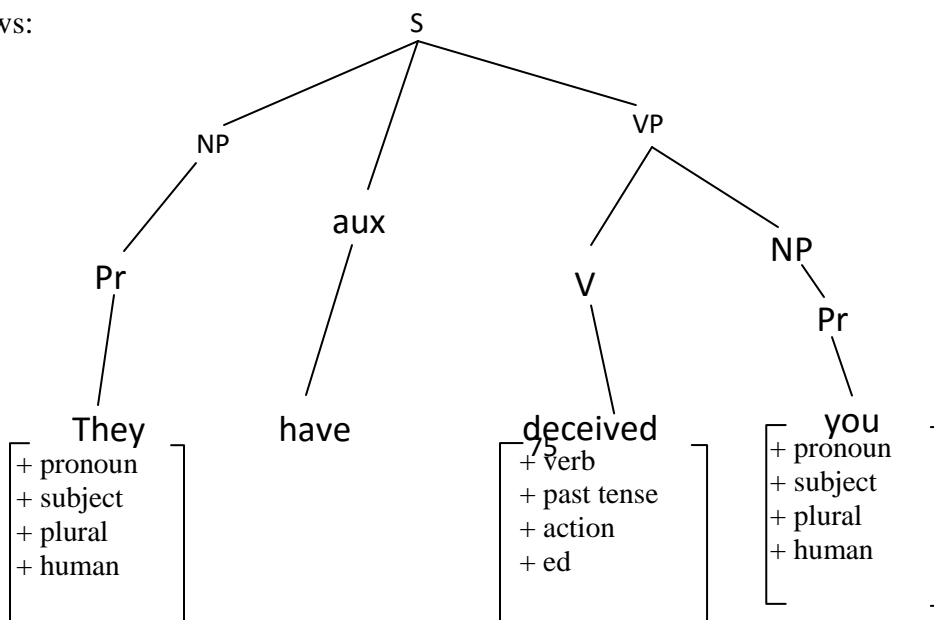 ws:
S
NP
VP
aux
NP
Pr
V
Pr
They have deceived you
75
+ pronoun
+ subject
+ plural
+ human
+ verb
+ past tense
+ action
+ ed
+ pronoun
+ subject
+ plural
+ human